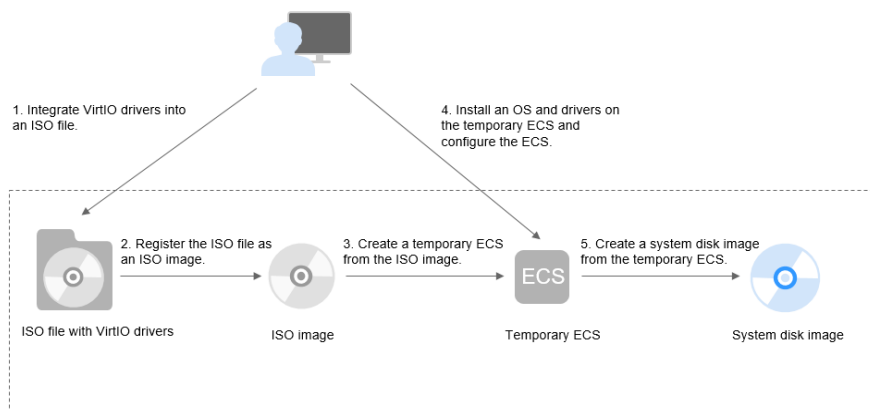 1. Integrate VirtIO drivers into
an ISO file.
4. Install an OS and drivers on
the temporary ECS and
configure the ECS.
2. Register the ISO file as
an ISO image.
3. Create a temporary ECS
from the ISO image.
ECS
5. Create a system disk image
from the temporary ECS.
ISO file with VirtIO drivers
ISO image
Temporary ECS
System disk image